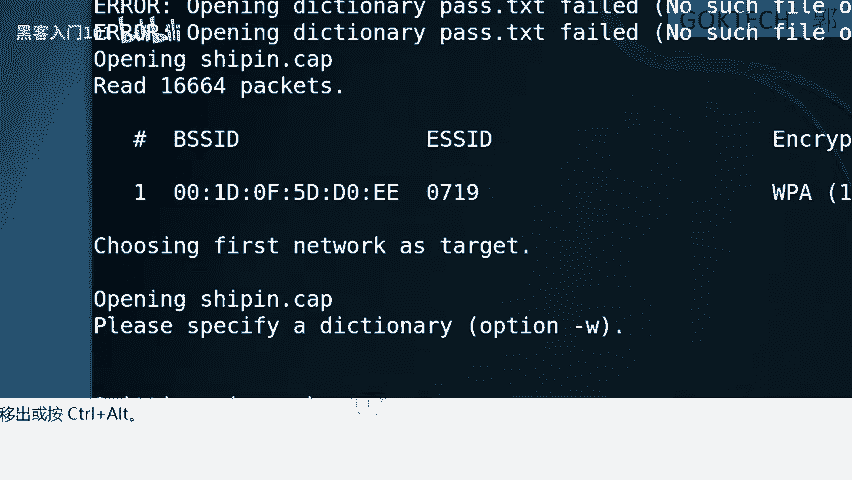 ERROR: Opening dictionary pass.txt failed (No such file o
GOKTECH 郭
黑客入门10
ERROR: Opening dictionary pass.txt failed (No such file o
Opening shipin.cap
Read 16664 packets.
# BSSID ESSID Encryp
1 00:1D:0F:5D:D0:EE 0719 WPA (1
Choosing first network as target.
Opening shipin.cap
Please specify a dictionary (option -w).
移出或按 Ctrl+Alt。